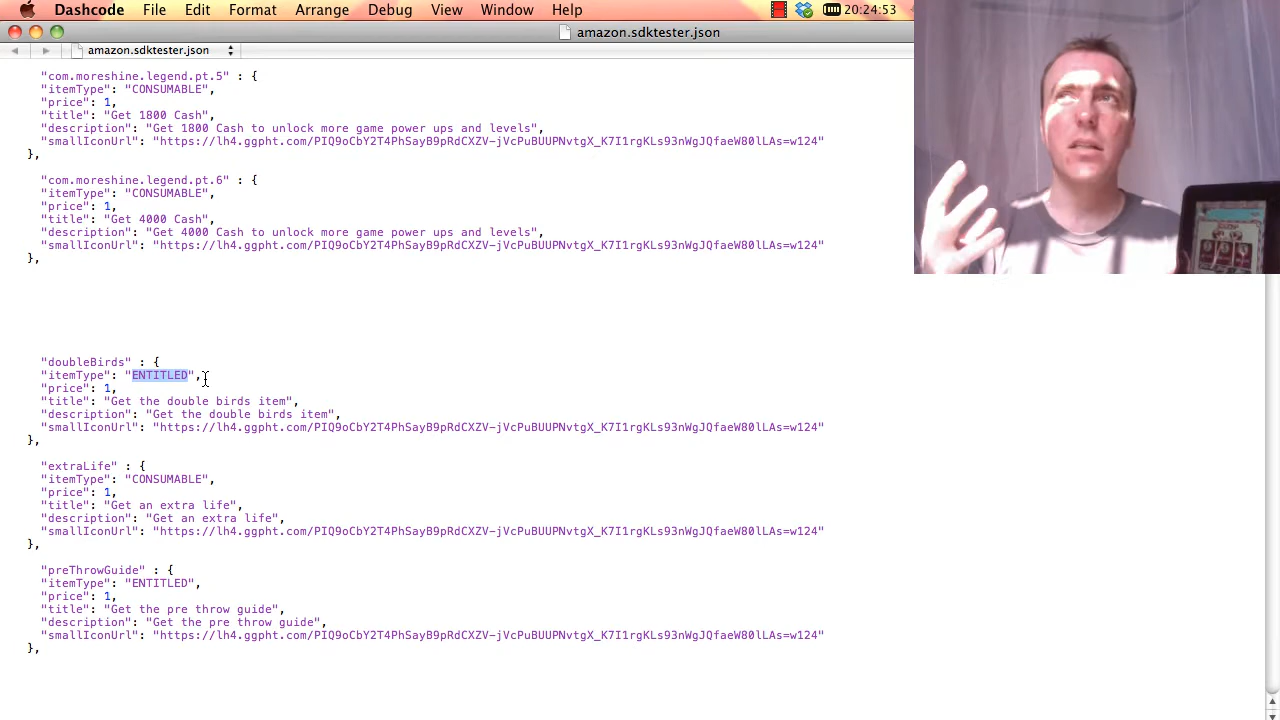 Dashcode File Edit Format Arrange Debug View Window Help 20:24:53
amazon.sdktester.json
amazon.sdktester.json
"com.moreshine.legend.pt.5" : {
"itemType": "CONSUMABLE",
"price": 1,
"title": "Get 1800 Cash",
"description": "Get 1800 Cash to unlock more game power ups and levels",
"smallIconUrl": "https://lh4.ggpht.com/PIQ9oCbY2T4PhSayB9pRdCXZV-jVcPuBUUPNvtgX_K7I1rgKLs93nWgJQfaeW80lLAs=w124"
},
"com.moreshine.legend.pt.6" : {
"itemType": "CONSUMABLE",
"price": 1,
"title": "Get 4000 Cash",
"description": "Get 4000 Cash to unlock more game power ups and levels",
"smallIconUrl": "https://lh4.ggpht.com/PIQ9oCbY2T4PhSayB9pRdCXZV-jVcPuBUUPNvtgX_K7I1rgKLs93nWgJQfaeW80lLAs=w124"
},
"doubleBirds" : {
"itemType": "ENTITLED",
"price": 1,
"title": "Get the double birds item",
"description": "Get the double birds item",
"smallIconUrl": "https://lh4.ggpht.com/PIQ9oCbY2T4PhSayB9pRdCXZV-jVcPuBUUPNvtgX_K7I1rgKLs93nWgJQfaeW80lLAs=w124"
},
"extraLife" : {
"itemType": "CONSUMABLE",
"price": 1,
"title": "Get an extra life",
"description": "Get an extra life",
"smallIconUrl": "https://lh4.ggpht.com/PIQ9oCbY2T4PhSayB9pRdCXZV-jVcPuBUUPNvtgX_K7I1rgKLs93nWgJQfaeW80lLAs=w124"
},
"preThrowGuide" : {
"itemType": "ENTITLED",
"price": 1,
"title": "Get the pre throw guide",
"description": "Get the pre throw guide",
"smallIconUrl": "https://lh4.ggpht.com/PIQ9oCbY2T4PhSayB9pRdCXZV-jVcPuBUUPNvtgX_K7I1rgKLs93nWgJQfaeW80lLAs=w124"
},